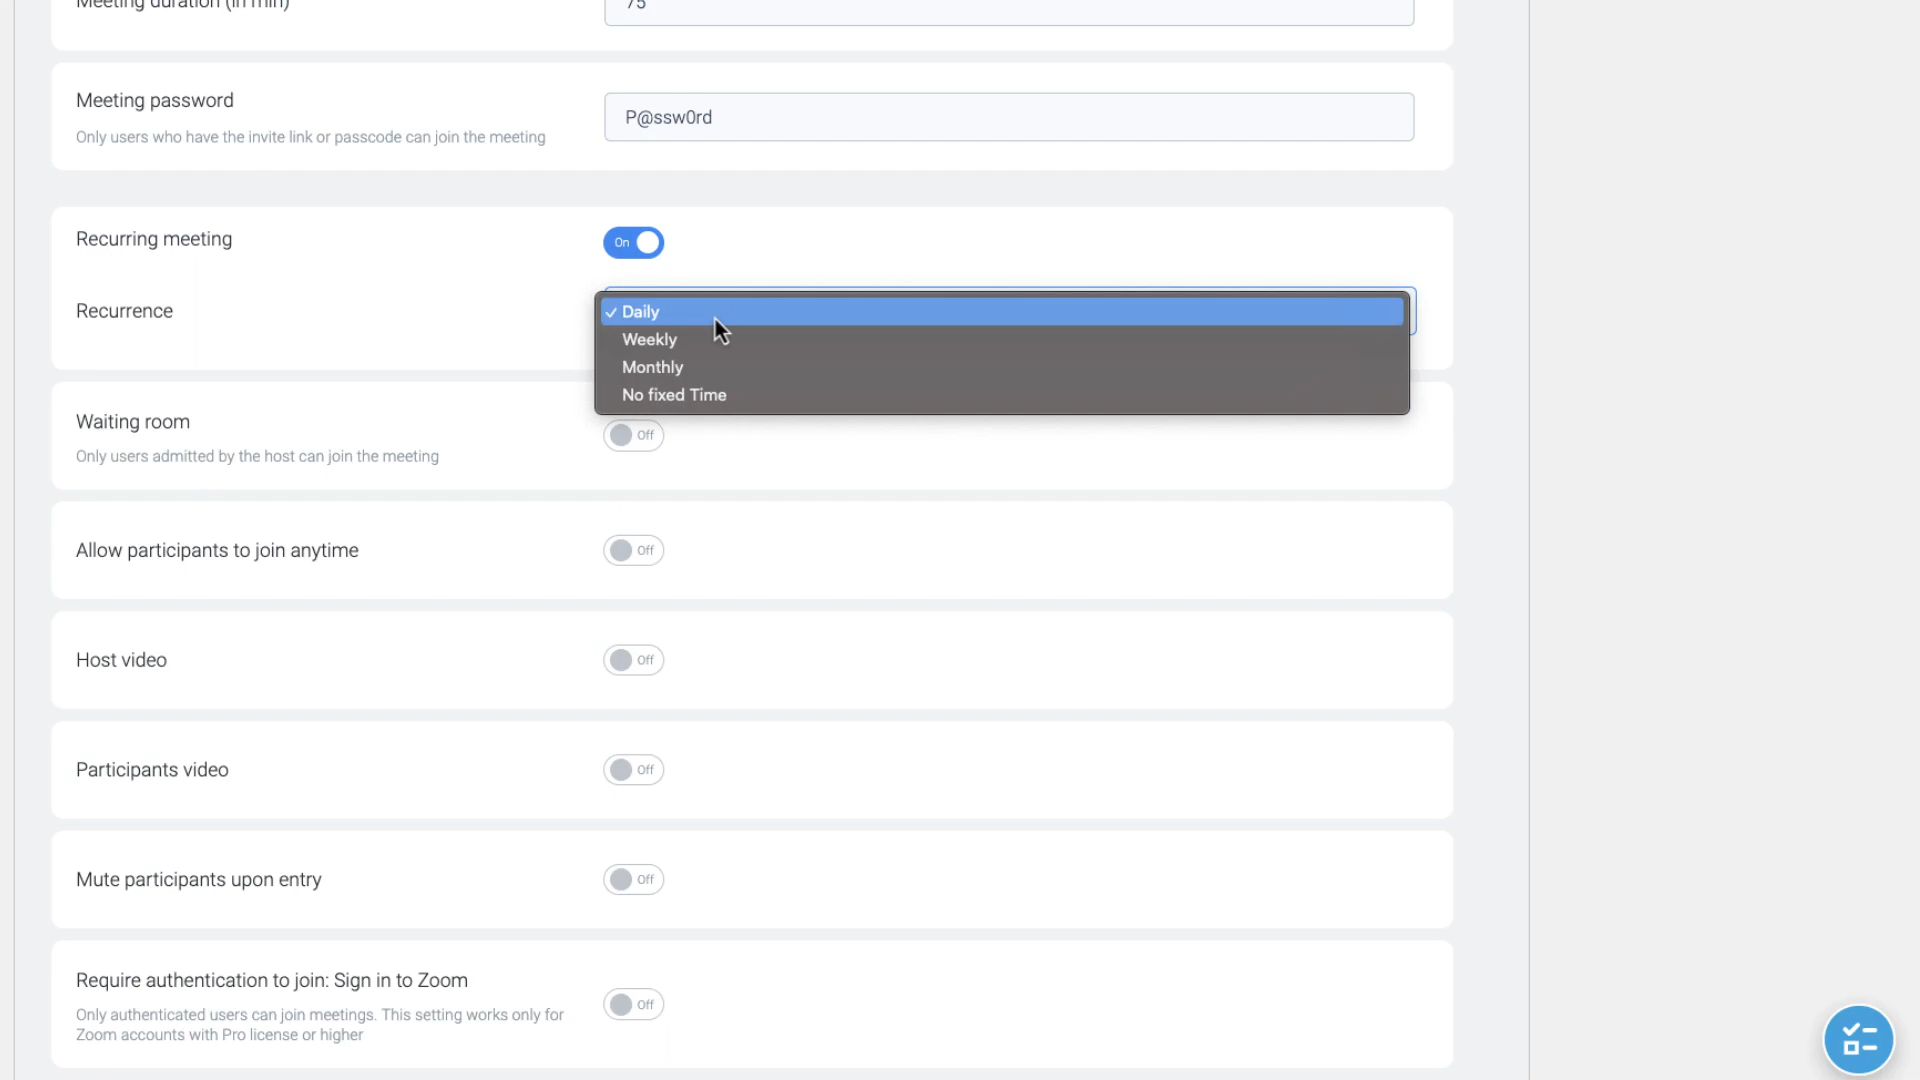 Meeting duration (in min)
75
Meeting password
P@ssw0rd
Only users who have the invite link or passcode can join the meeting
Recurring meeting
On
Recurrence
✓ Daily
Weekly
Monthly
No fixed Time
Waiting room
Off
Only users admitted by the host can join the meeting
Allow participants to join anytime
Off
Host video
Off
Participants video
Off
Mute participants upon entry
Off
Require authentication to join: Sign in to Zoom
Off
Only authenticated users can join meetings. This setting works only for
Zoom accounts with Pro license or higher